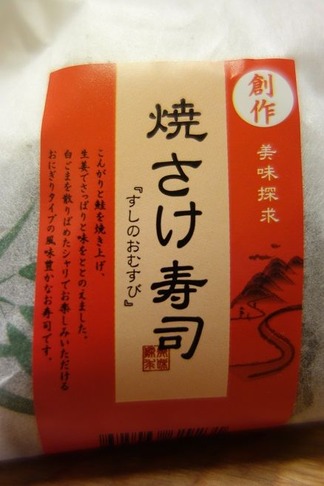 創作
美味探求
焼さけ寿司
『すしのおむすび』
こんがりと鮭を焼き上げ、
生姜でさっぱりと味をととのえました。
白ごまを散りばめたシャリでお楽しみいただける
おにぎりタイプの風味豊かなお寿司です。